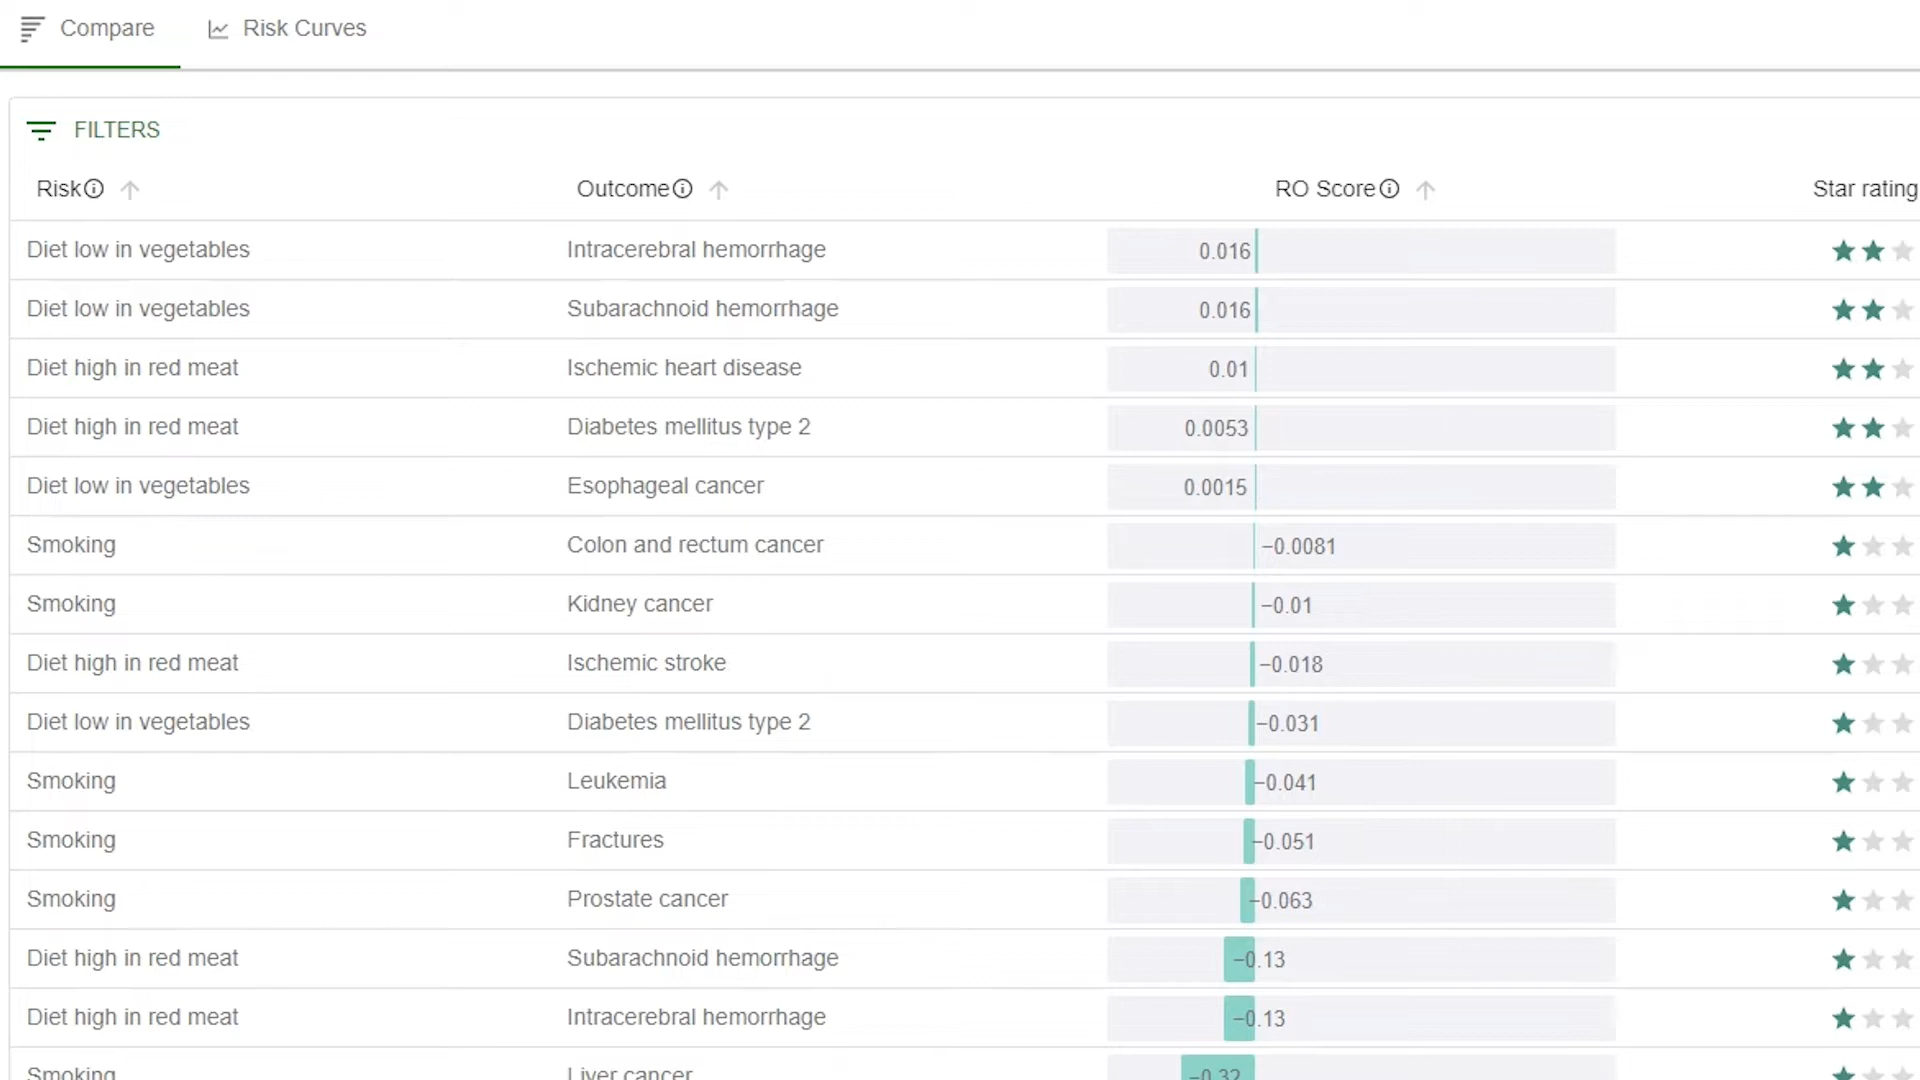 Compare Risk Curves
FILTERS
Risk Outcome RO Score Star rating
Diet low in vegetables Intracerebral hemorrhage 0.016
Diet low in vegetables Subarachnoid hemorrhage 0.016
Diet high in red meat Ischemic heart disease 0.01
Diet high in red meat Diabetes mellitus type 2 0.0053
Diet low in vegetables Esophageal cancer 0.0015
Smoking Colon and rectum cancer −0.0081
Smoking Kidney cancer −0.01
Diet high in red meat Ischemic stroke −0.018
Diet low in vegetables Diabetes mellitus type 2 −0.031
Smoking Leukemia −0.041
Smoking Fractures −0.051
Smoking Prostate cancer −0.063
Diet high in red meat Subarachnoid hemorrhage −0.13
Diet high in red meat Intracerebral hemorrhage −0.13
Smoking Liver cancer −0.32